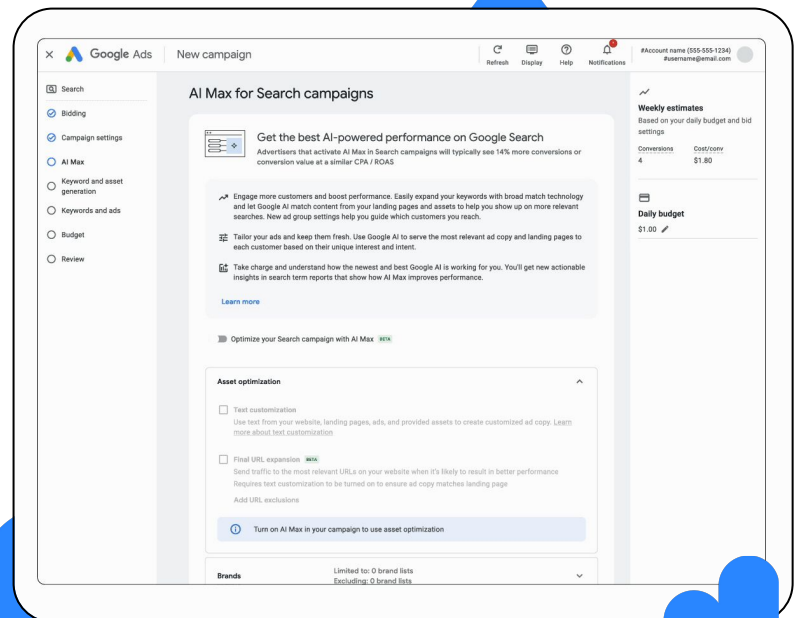 Google Ads
New campaign
Refresh
Display
Help
Notifications
#Account name (555-555-1234)
#username@email.com
Search
Bidding
Campaign settings
AI Max
Keyword and asset
generation
Keywords and ads
Budget
Review
AI Max for Search campaigns
Get the best AI-powered performance on Google Search
Advertisers that activate AI Max in Search campaigns will typically see 14% more conversions or
conversion value at a similar CPA / ROAS
Engage more customers and boost performance. Easily expand your keywords with broad match technology
and let Google AI match content from your landing pages and assets to help you show up on more relevant
searches. New ad group settings help you guide which customers you reach.
Tailor your ads and keep them fresh. Use Google AI to serve the most relevant ad copy and landing pages to
each customer based on their unique interest and intent.
Take charge and understand how the newest and best Google AI is working for you. You'll get new actionable
insights in search term reports that show how AI Max improves performance.
Learn more
Optimize your Search campaign with AI Max BETA
Asset optimization
Text customization
Use text from your website, landing pages, ads, and provided assets to create customized ad copy. Learn
more about text customization
Final URL expansion BETA
Send traffic to the most relevant URLs on your website when it's likely to result in better performance
Requires text customization to be turned on to ensure ad copy matches landing page
Add URL exclusions
Turn on AI Max in your campaign to use asset optimization
Brands
Limited to: 0 brand lists
Excluding: 0 brand lists
Weekly estimates
Based on your daily budget and bid
settings
Conversions Cost/conv
4 $1.80
Daily budget
$1.00